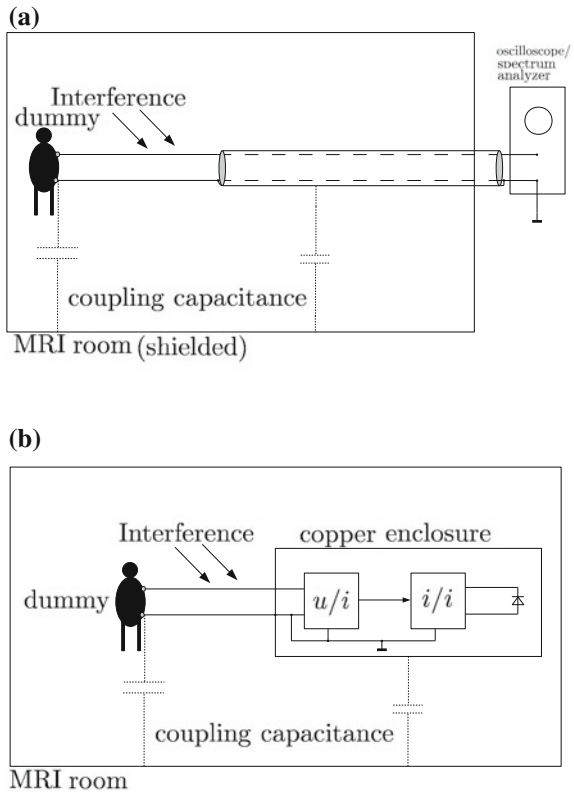 (a)
oscilloscope/
spectrum
analyzer
Interference
dummy
coupling capacitance
MRI room (shielded)
(b)
Interference
copper enclosure
dummy
u/i
i/i
coupling capacitance
MRI room